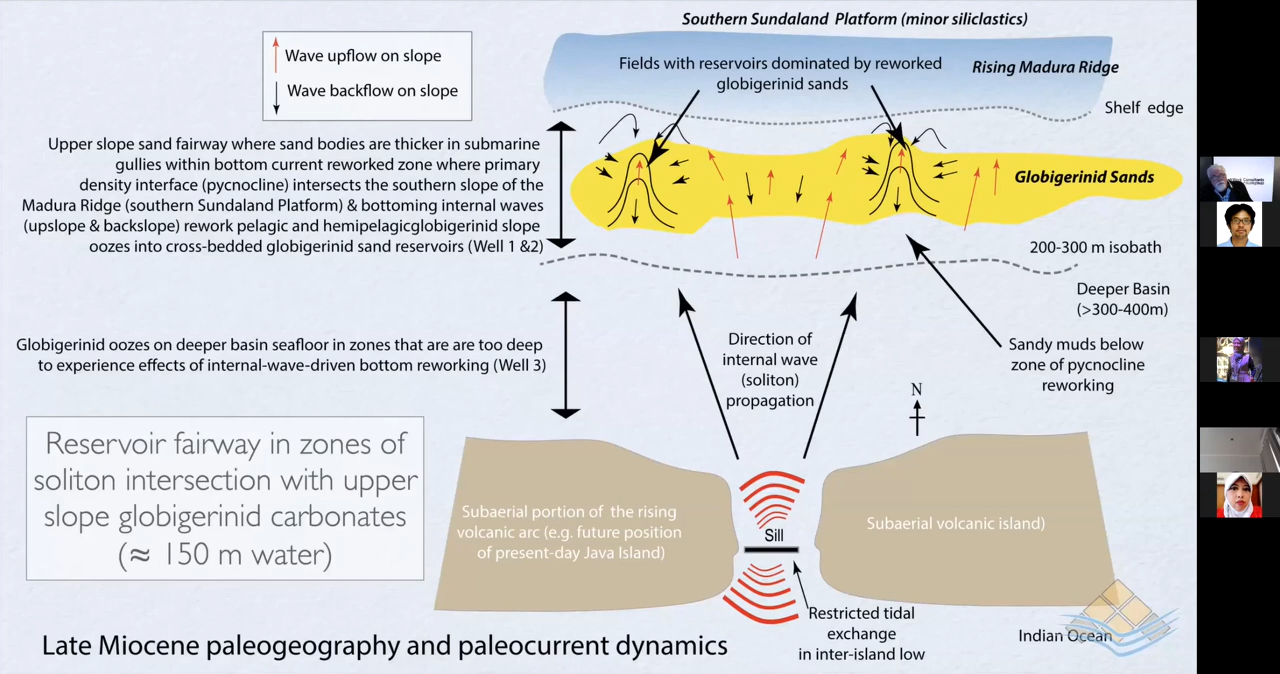 Southern Sundaland Platform (minor siliclastics)
Wave upflow on slope
Wave backflow on slope
Fields with reservoirs dominated by reworked
globigerinid sands
Rising Madura Ridge
Shelf edge
Upper slope sand fairway where sand bodies are thicker in submarine
gullies within bottom current reworked zone where primary
density interface (pycnocline) intersects the southern slope of the
Madura Ridge (southern Sundaland Platform) & bottoming internal waves
(upslope & backslope) rework pelagic and hemipelagicglobigerinid slope
oozes into cross-bedded globigerinid sand reservoirs (Well 1 &2)
Globigerinid Sands
200-300 m isobath
Deeper Basin
(>300-400m)
Globigerinid oozes on deeper basin seafloor in zones that are are too deep
to experience effects of internal-wave-driven bottom reworking (Well 3)
Direction of
internal wave
(soliton)
propagation
Sandy muds below
zone of pycnocline
reworking
N
Reservoir fairway in zones of
soliton intersection with upper
slope globigerinid carbonates
(≈ 150 m water)
Subaerial portion of the rising
volcanic arc (e.g. future position
of present-day Java Island)
Sill
Subaerial volcanic island)
Restricted tidal
exchange
in inter-island low
Indian Ocean
Late Miocene paleogeography and paleocurrent dynamics